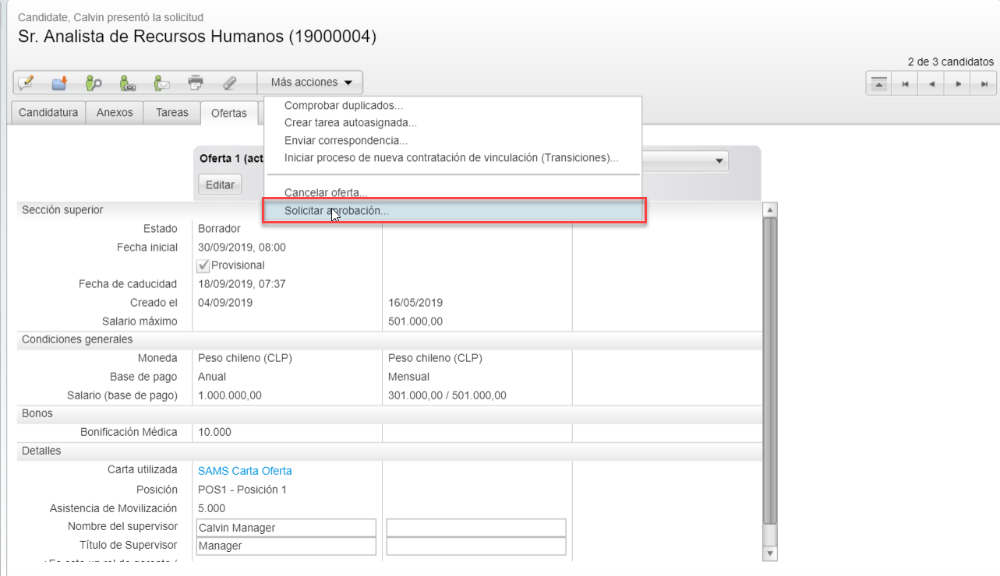 Candidate, Calvin presentó la solicitud
Sr. Analista de Recursos Humanos (19000004)
2 de 3 candidatos
Más acciones
Candidatura Anexos Tareas Ofertas
Comprobar duplicados...
Crear tarea autoasignada...
Enviar correspondencia...
Iniciar proceso de nueva contratación de vinculación (Transiciones)...
Cancelar oferta...
Solicitar aprobación...
Oferta 1 (act
Editar
Sección superior
Estado Borrador
Fecha inicial 30/09/2019, 08:00
Provisional
Fecha de caducidad 18/09/2019, 07:37
Creado el 04/09/2019 16/05/2019
Salario máximo 501.000,00
Condiciones generales
Moneda Peso chileno (CLP) Peso chileno (CLP)
Base de pago Anual Mensual
Salario (base de pago) 1.000.000,00 301.000,00 / 501.000,00
Bonos
Bonificación Médica 10.000
Detalles
Carta utilizada SAMS Carta Oferta
Posición POS1 - Posición 1
Asistencia de Movilización 5.000
Nombre del supervisor Calvin Manager
Título de Supervisor Manager